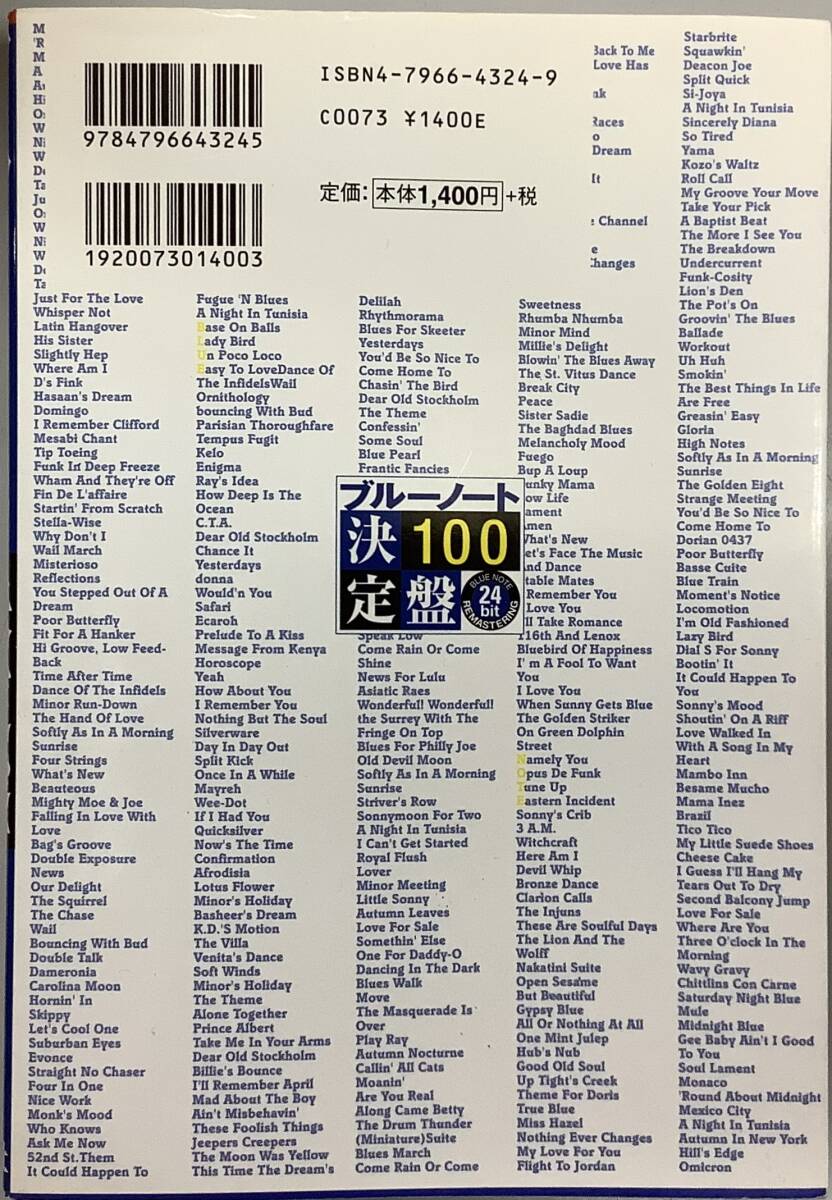 ISBN4-7966-4324-9
C0073 ¥1400E
9784796643245
定価: 本体1,400円+税
1920073014003
Just For The Love
Whisper Not
Latin Hangover
His Sister
Slightly Hep
Where Am I
D's Fink
Hasaan's Dream
Domingo
I Remember Clifford
Mesabi Chant
Tip Toeing
Funk In Deep Freeze
Wham And They're Off
Fin De L'affaire
Startin' From Scratch
Stella-Wise
Why Don't I
Wail March
Misterioso
Reflections
You Stepped Out Of A
Dream
Poor Butterfly
Fit For A Hanker
Hi Groove, Low Feed-
Back
Time After Time
Dance Of The Infidels
Minor Run-Down
The Hand Of Love
Softly As In A Morning
Sunrise
Four Strings
What's New
Beauteous
Mighty Moe & Joe
Falling In Love With
Love
Bag's Groove
Double Exposure
News
Our Delight
The Squirrel
The Chase
Wail
Bouncing With Bud
Double Talk
Dameronia
Carolina Moon
Hornin' In
Skippy
Let's Cool One
Suburban Eyes
Evonce
Straight No Chaser
Four In One
Nice Work
Monk's Mood
Who Knows
Ask Me Now
52nd St.Them
It Could Happen To
Fugue 'N Blues
A Night In Tunisia
Base On Balls
Lady Bird
Un Poco Loco
Easy To LoveDance Of
The InfidelsWail
Ornithology
bouncing With Bud
Parisian Thoroughfare
Tempus Fugit
Kelo
Enigma
Ray's Idea
How Deep Is The
Ocean
C.T.A.
Dear Old Stockholm
Chance It
Yesterdays
donna
Would'n You
Safari
Ecaroh
Prelude To A Kiss
Message From Kenya
Horoscope
Yeah
How About You
I Remember You
Nothing But The Soul
Silverware
Day In Day Out
Split Kick
Once In A While
Mayreh
Wee-Dot
If I Had You
Quicksilver
Now's The Time
Confirmation
Afrodisia
Lotus Flower
Minor's Holiday
Basheer's Dream
K.D.'S Motion
The Villa
Venita's Dance
Soft Winds
Minor's Holiday
The Theme
Alone Together
Prince Albert
Take Me In Your Arms
Dear Old Stockholm
Billie's Bounce
I'll Remember April
Mad About The Boy
Ain't Misbehavin'
These Foolish Things
Jeepers Creepers
The Moon Was Yellow
This Time The Dream's
Delilah
Rhythmorama
Blues For Skeeter
Yesterdays
You'd Be So Nice To
Come Home To
Chasin' The Bird
Dear Old Stockholm
The Theme
Confessin'
Some Soul
Blue Pearl
Frantic Fancies
ブルーノート
決定盤
100
BLUE NOTE
24
bit
REMASTERING
Speak Low
Come Rain Or Come
Shine
News For Lulu
Asiatic Raes
Wonderful! Wonderful!
the Surrey With The
Fringe On Top
Blues For Philly Joe
Old Devil Moon
Softly As In A Morning
Sunrise
Striver's Row
Sonnymoon For Two
A Night In Tunisia
I Can't Get Started
Royal Flush
Lover
Minor Meeting
Little Sonny
Autumn Leaves
Love For Sale
Somethin' Else
One For Daddy-O
Dancing In The Dark
Blues Walk
Move
The Masquerade Is
Over
Play Ray
Autumn Nocturne
Callin' All Cats
Moanin'
Are You Real
Along Came Betty
The Drum Thunder
(Miniature)Suite
Blues March
Come Rain Or Come
Back To Me
Love Has
Races
Dream
It
Channel
Changes
Sweetness
Rhumba Nhumba
Minor Mind
Millie's Delight
Blowin' The Blues Away
The St. Vitus Dance
Break City
Peace
Sister Sadie
The Baghdad Blues
Melancholy Mood
Fuego
Bup A Loup
unky Mama
ow Life
ament
men
hat's New
et's Face The Music
nd Dance
table Mates
Remember You
Love You
ll Take Romance
116th And Lenox
Bluebird Of Happiness
I' m A Fool To Want
You
I Love You
When Sunny Gets Blue
The Golden Striker
On Green Dolphin
Street
Namely You
Opus De Funk
Tune Up
Eastern Incident
Sonny's Crib
3 A.M.
Witchcraft
Here Am I
Devil Whip
Bronze Dance
Clarion Calls
The Injuns
These Are Soulful Days
The Lion And The
Wolff
Nakatini Suite
Open Sesame
But Beautiful
Gypsy Blue
All Or Nothing At All
One Mint Julep
Hub's Nub
Good Old Soul
Up Tight's Creek
Theme For Doris
True Blue
Miss Hazel
Nothing Ever Changes
My Love For You
Flight To Jordan
Starbrite
Squawkin'
Deacon Joe
Split Quick
Si-Joya
A Night In Tunisia
Sincerely Diana
So Tired
Yama
Kozo's Waltz
Roll Call
My Groove Your Move
Take Your Pick
A Baptist Beat
The More I See You
The Breakdown
Undercurrent
Funk-Cosity
Lion's Den
The Pot's On
Groovin' The Blues
Ballade
Workout
Uh Huh
Smokin'
The Best Things In Life
Are Free
Greasin' Easy
Gloria
High Notes
Softly As In A Morning
Sunrise
The Golden Eight
Strange Meeting
You'd Be So Nice To
Come Home To
Dorian 0437
Poor Butterfly
Basse Cuite
Blue Train
Moment's Notice
Locomotion
I'm Old Fashioned
Lazy Bird
Dial S For Sonny
Bootin' It
It Could Happen To
You
Sonny's Mood
Shoutin' On A Riff
Love Walked In
With A Song In My
Heart
Mambo Inn
Besame Mucho
Mama Inez
Brazil
Tico Tico
My Little Suede Shoes
Cheese Cake
I Guess I'll Hang My
Tears Out To Dry
Second Balcony Jump
Love For Sale
Where Are You
Three O'clock In The
Morning
Wavy Gravy
Chittlins Con Carne
Saturday Night Blue
Mule
Midnight Blue
Gee Baby Ain't I Good
To You
Soul Lament
Monaco
'Round About Midnight
Mexico City
A Night In Tunisia
Autumn In New York
Hill's Edge
Omicron